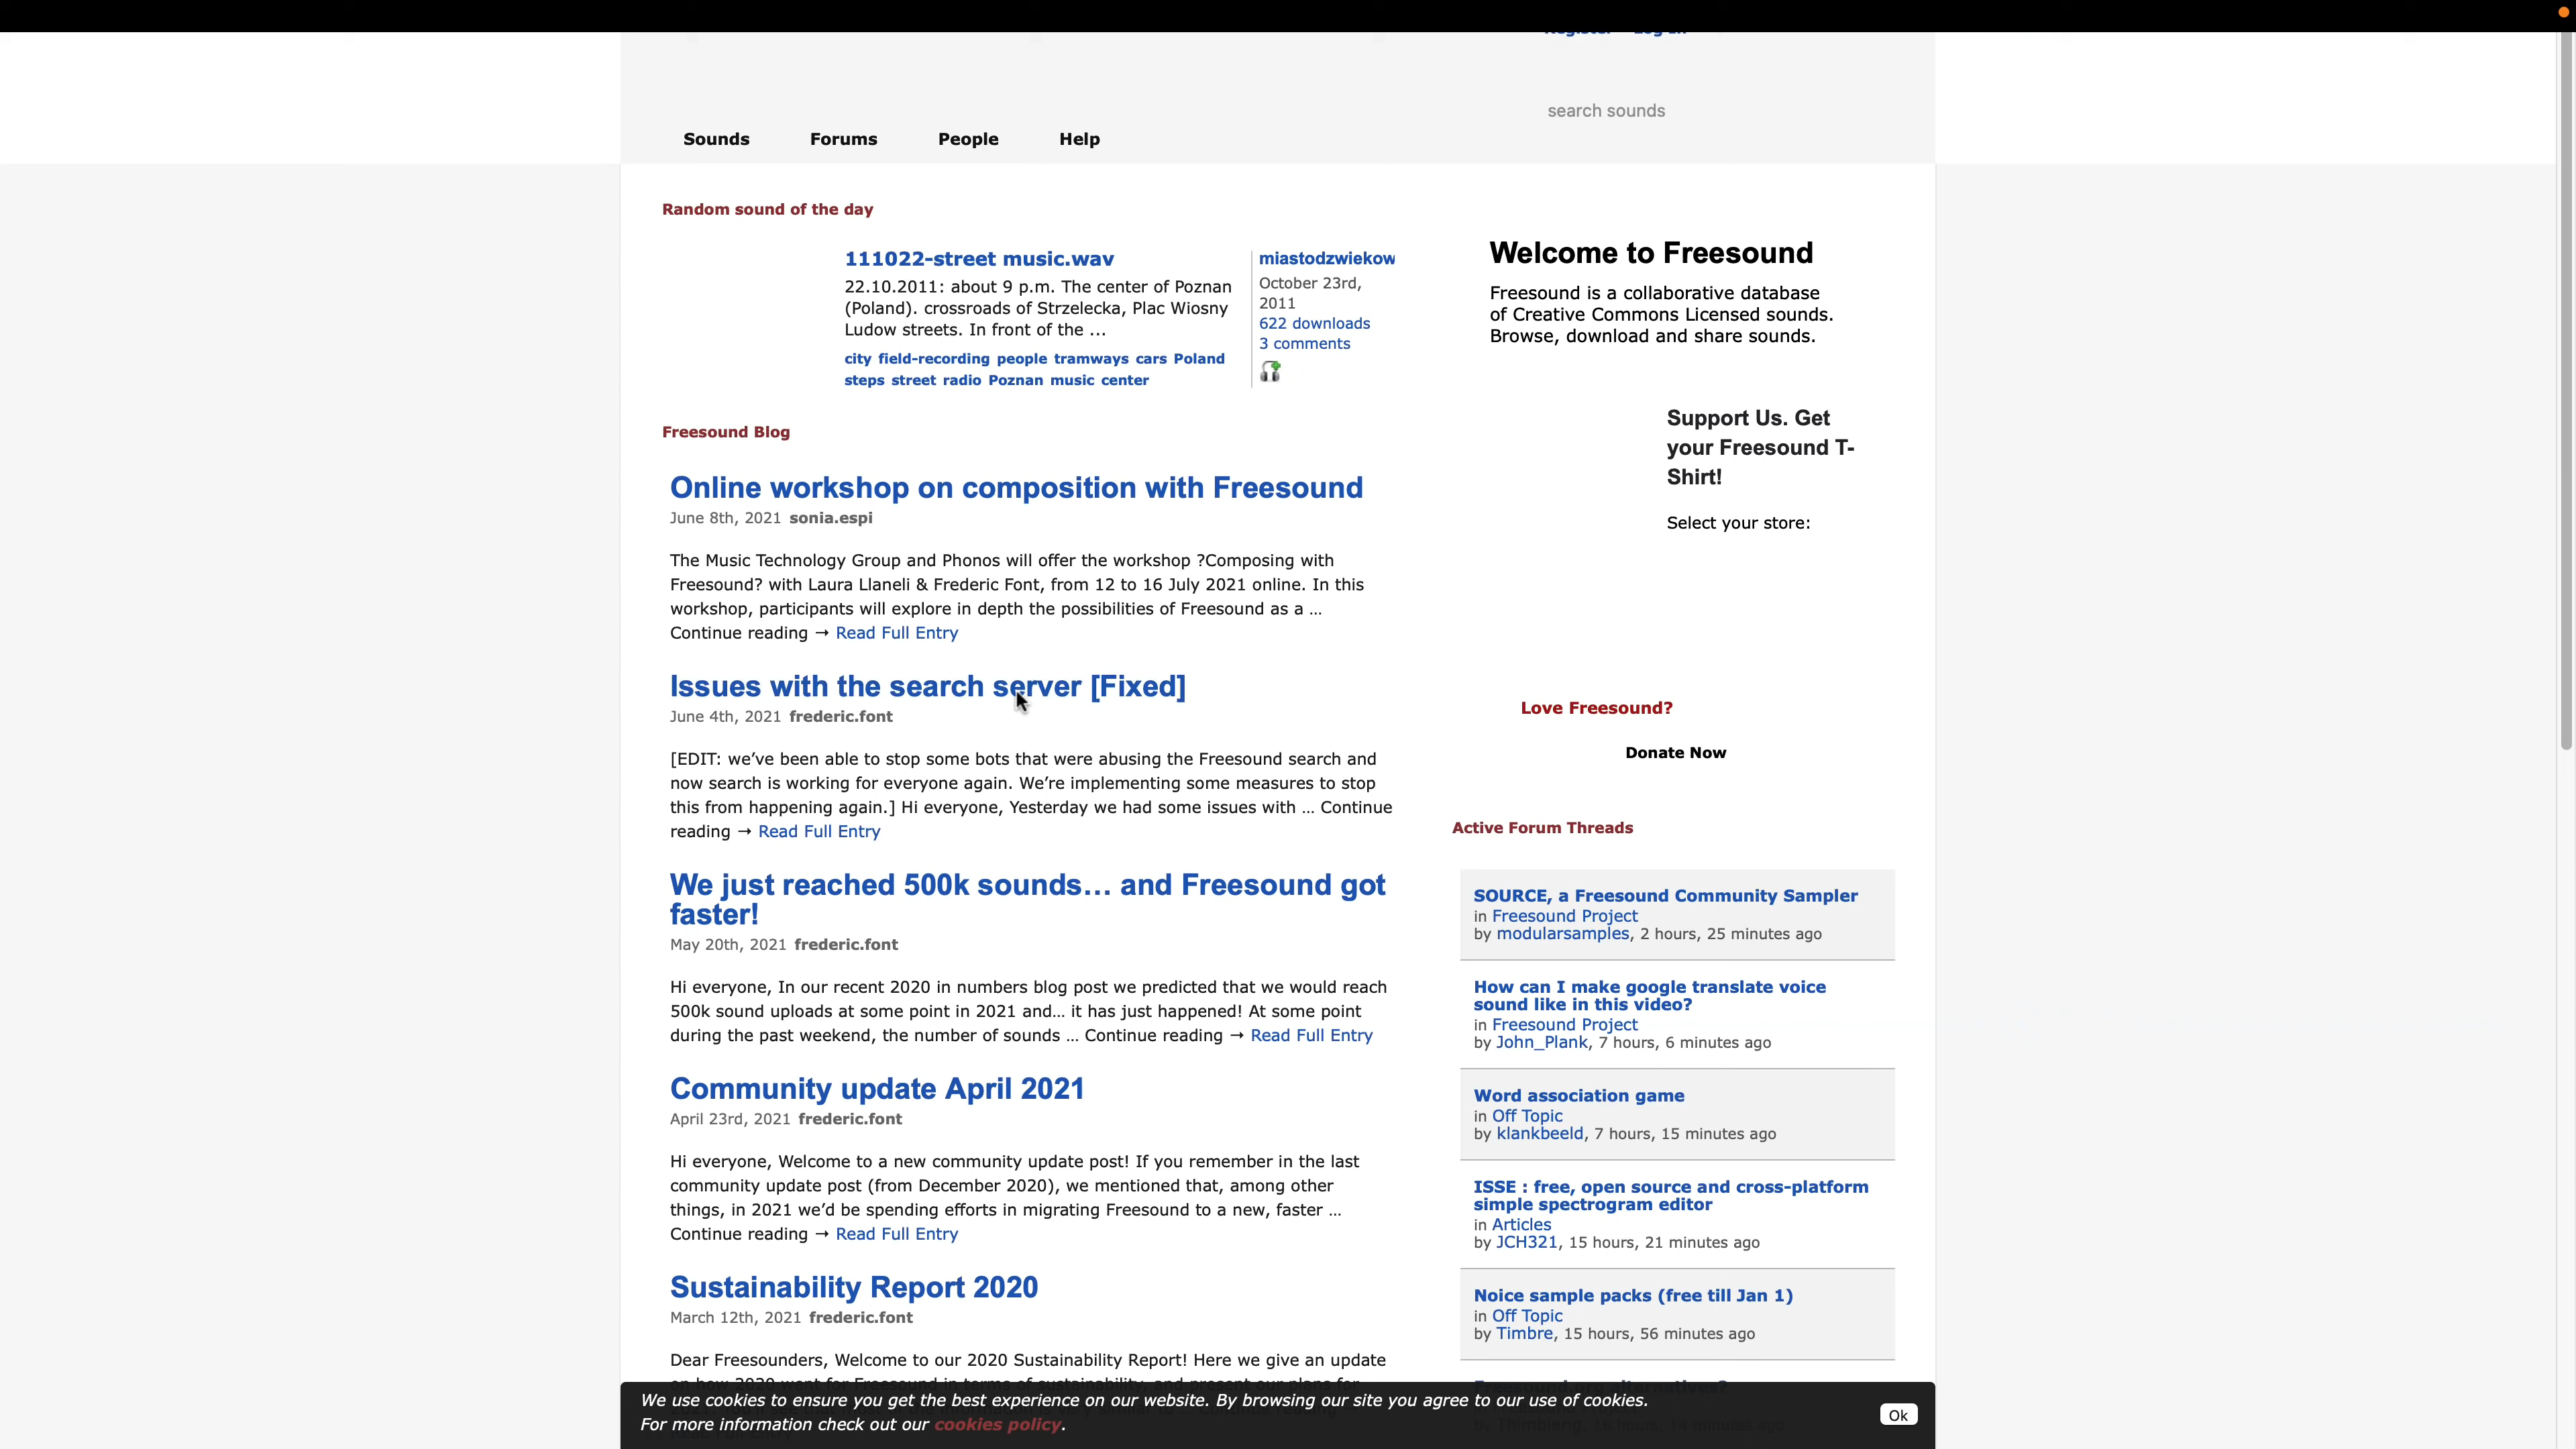 search sounds
Sounds Forums People Help
Random sound of the day
111022-street music.wav
22.10.2011: about 9 p.m. The center of Poznan
(Poland). crossroads of Strzelecka, Plac Wiosny
Ludow streets. In front of the ...
city field-recording people tramways cars Poland
steps street radio Poznan music center
miastodzwiekow
October 23rd,
2011
622 downloads
3 comments
Freesound Blog
Online workshop on composition with Freesound
June 8th, 2021 sonia.espi
The Music Technology Group and Phonos will offer the workshop ?Composing with
Freesound? with Laura Llaneli & Frederic Font, from 12 to 16 July 2021 online. In this
workshop, participants will explore in depth the possibilities of Freesound as a ...
Continue reading → Read Full Entry
Issues with the search server [Fixed]
June 4th, 2021 frederic.font
[EDIT: we've been able to stop some bots that were abusing the Freesound search and
now search is working for everyone again. We're implementing some measures to stop
this from happening again.] Hi everyone, Yesterday we had some issues with ... Continue
reading → Read Full Entry
We just reached 500k sounds... and Freesound got
faster!
May 20th, 2021 frederic.font
Hi everyone, In our recent 2020 in numbers blog post we predicted that we would reach
500k sound uploads at some point in 2021 and... it has just happened! At some point
during the past weekend, the number of sounds ... Continue reading → Read Full Entry
Community update April 2021
April 23rd, 2021 frederic.font
Hi everyone, Welcome to a new community update post! If you remember in the last
community update post (from December 2020), we mentioned that, among other
things, in 2021 we'd be spending efforts in migrating Freesound to a new, faster ...
Continue reading → Read Full Entry
Sustainability Report 2020
March 12th, 2021 frederic.font
Dear Freesounders, Welcome to our 2020 Sustainability Report! Here we give an update
Welcome to Freesound
Freesound is a collaborative database
of Creative Commons Licensed sounds.
Browse, download and share sounds.
Support Us. Get
your Freesound T-
Shirt!
Select your store:
Love Freesound?
Donate Now
Active Forum Threads
SOURCE, a Freesound Community Sampler
in Freesound Project
by modularsamples, 2 hours, 25 minutes ago
How can I make google translate voice
sound like in this video?
in Freesound Project
by John_Plank, 7 hours, 6 minutes ago
Word association game
in Off Topic
by klankbeeld, 7 hours, 15 minutes ago
ISSE : free, open source and cross-platform
simple spectrogram editor
in Articles
by JCH321, 15 hours, 21 minutes ago
Noice sample packs (free till Jan 1)
in Off Topic
by Timbre, 15 hours, 56 minutes ago
We use cookies to ensure you get the best experience on our website. By browsing our site you agree to our use of cookies.
For more information check out our cookies policy.
Ok